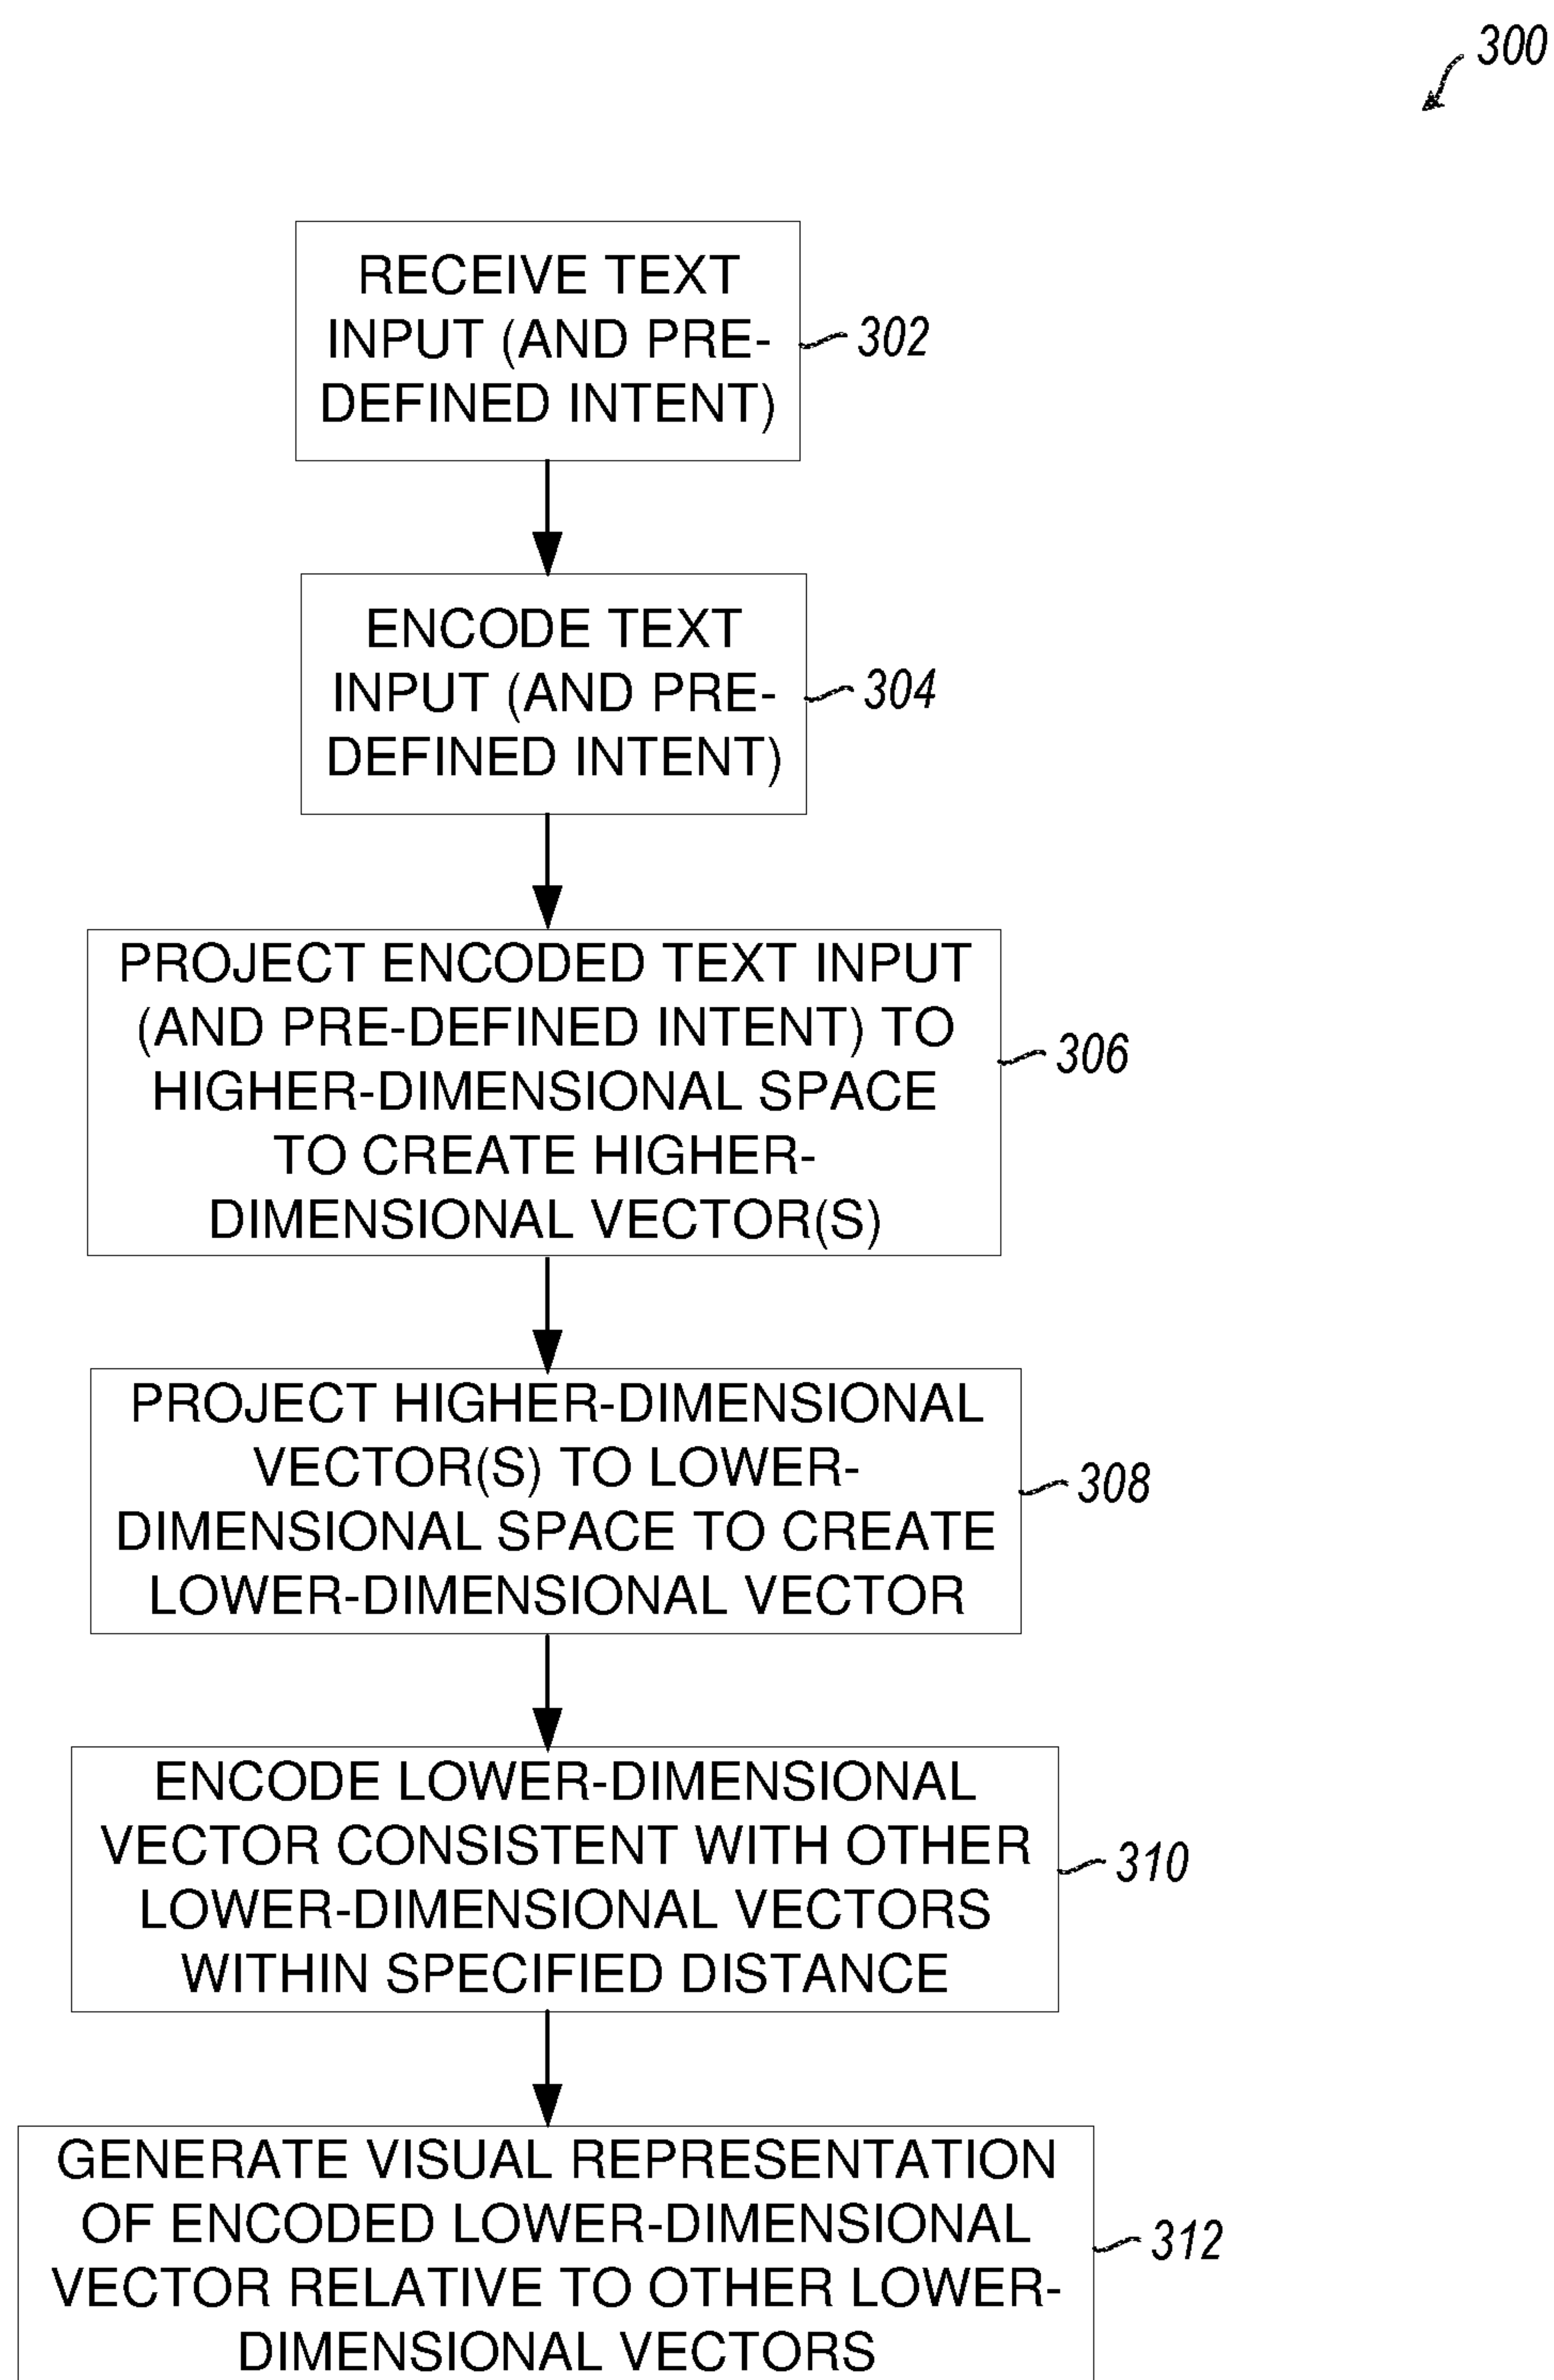 300
RECEIVE TEXT
INPUT (AND PRE-
DEFINED INTENT)
302
ENCODE TEXT
INPUT (AND PRE-
DEFINED INTENT)
304
PROJECT ENCODED TEXT INPUT
(AND PRE-DEFINED INTENT) TO
HIGHER-DIMENSIONAL SPACE
TO CREATE HIGHER-
DIMENSIONAL VECTOR(S)
306
PROJECT HIGHER-DIMENSIONAL
VECTOR(S) TO LOWER-
DIMENSIONAL SPACE TO CREATE
LOWER-DIMENSIONAL VECTOR
308
ENCODE LOWER-DIMENSIONAL
VECTOR CONSISTENT WITH OTHER
LOWER-DIMENSIONAL VECTORS
WITHIN SPECIFIED DISTANCE
310
GENERATE VISUAL REPRESENTATION
OF ENCODED LOWER-DIMENSIONAL
VECTOR RELATIVE TO OTHER LOWER-
DIMENSIONAL VECTORS
312